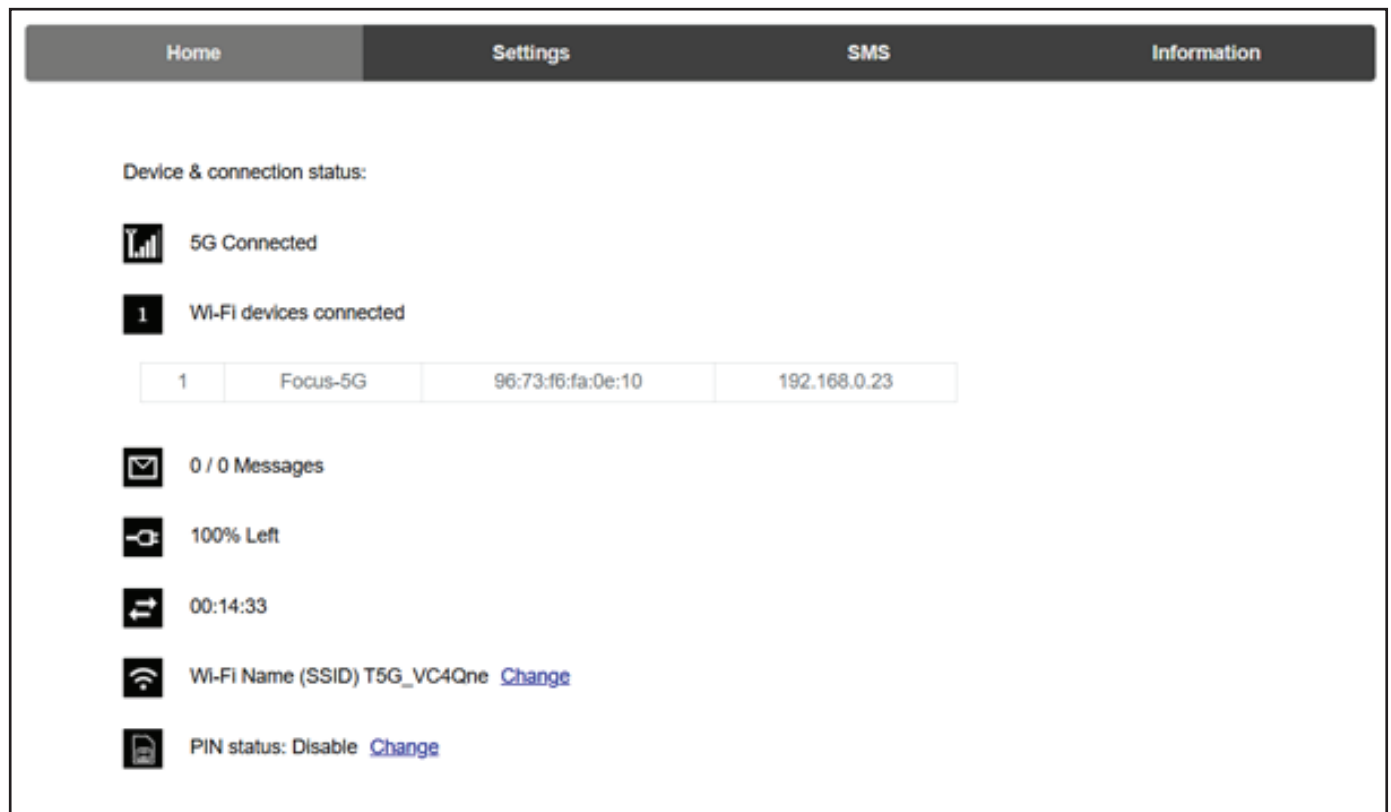 Home Settings SMS Information
Device & connection status:
5G Connected
1 Wi-Fi devices connected
1 Focus-5G 96:73:f6:fa:0e:10 192.168.0.23
0 / 0 Messages
100% Left
00:14:33
Wi-Fi Name (SSID) T5G_VC4Qne Change
PIN status: Disable Change